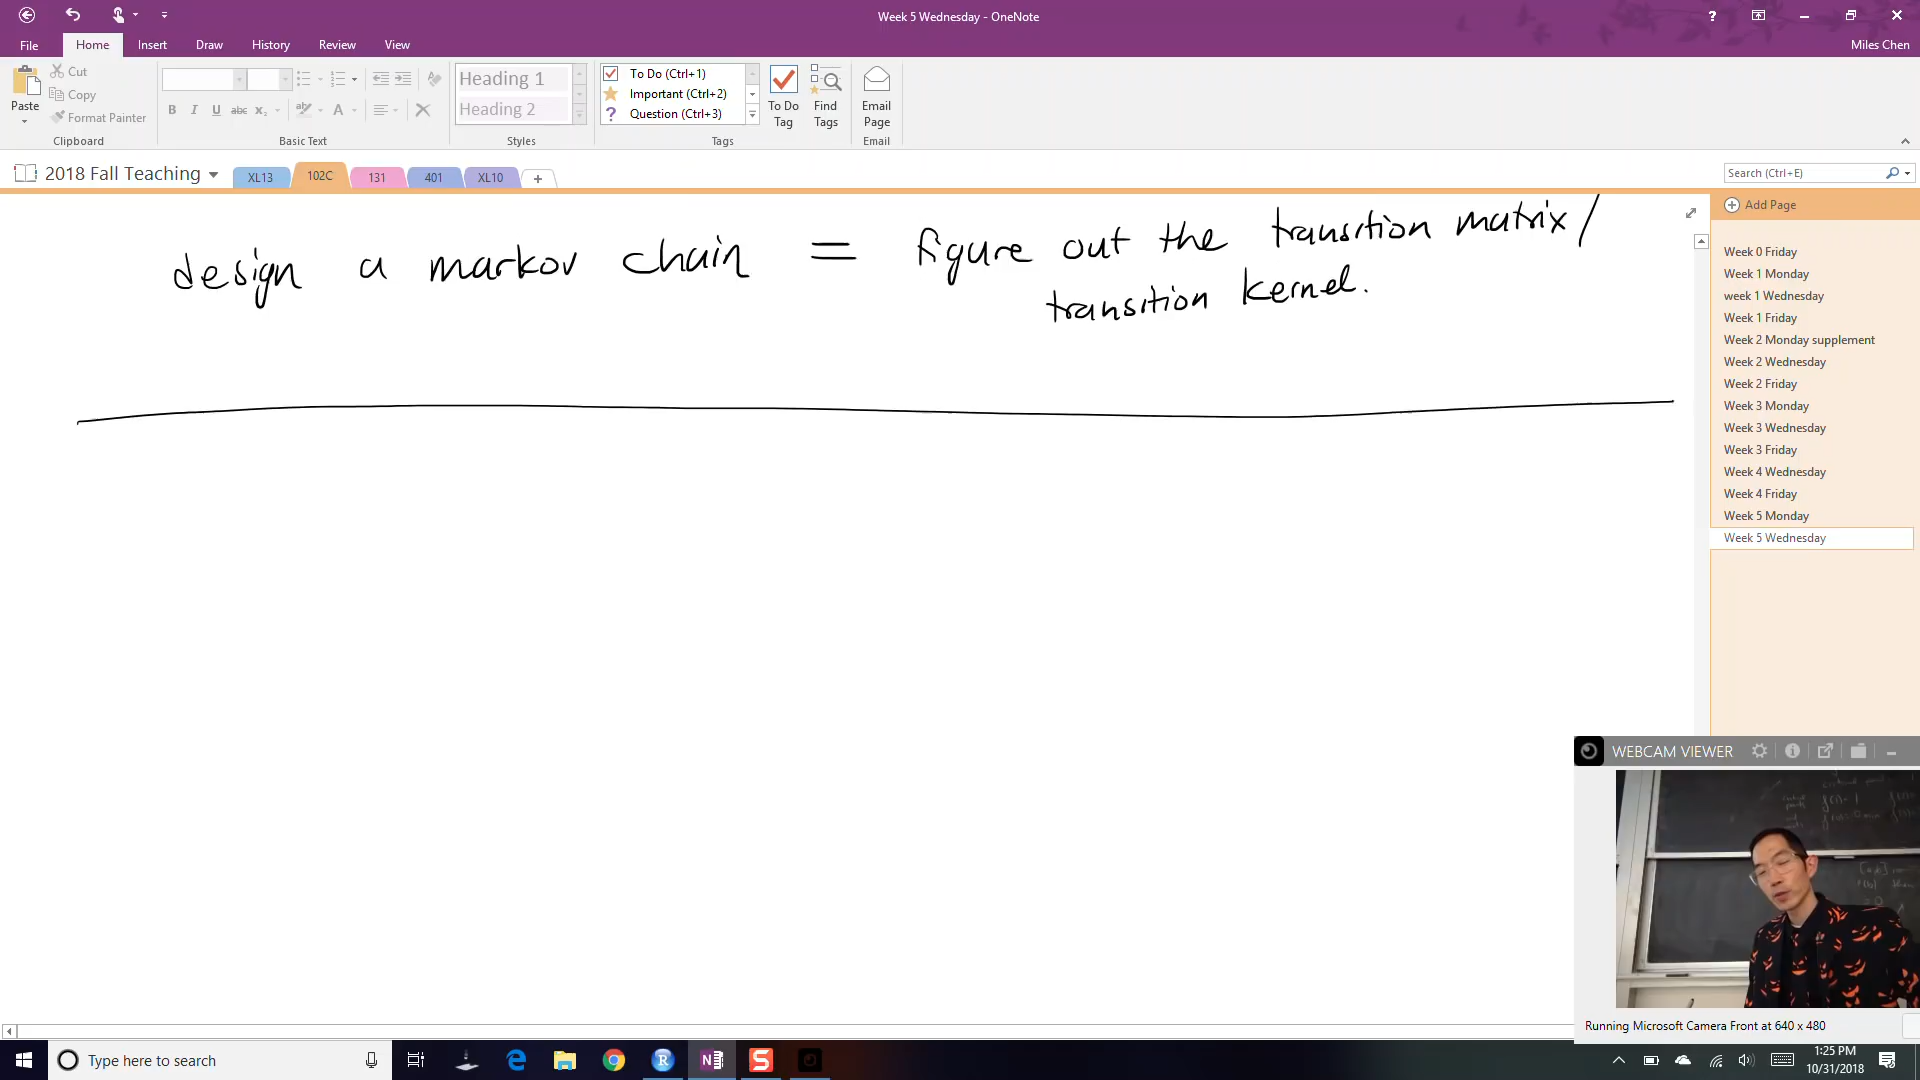 Week 5 Wednesday - OneNote
File Home Insert Draw History Review View
Miles Chen
Paste
Cut
Copy
Format Painter
Clipboard
Basic Text
Heading 1
Heading 2
Styles
To Do (Ctrl+1)
Important (Ctrl+2)
Question (Ctrl+3)
Tags
To Do Tag
Find Tags
Email Page
Email
2018 Fall Teaching
XL13 102C 131 401 XL10
Search (Ctrl+E)
design a markov chain = figure out the transition matrix/
transition kernel.
Add Page
Week 0 Friday
Week 1 Monday
week 1 Wednesday
Week 1 Friday
Week 2 Monday supplement
Week 2 Wednesday
Week 2 Friday
Week 3 Monday
Week 3 Wednesday
Week 3 Friday
Week 4 Wednesday
Week 4 Friday
Week 5 Monday
Week 5 Wednesday
WEBCAM VIEWER
Running Microsoft Camera Front at 640 x 480
Type here to search
1:25 PM
10/31/2018